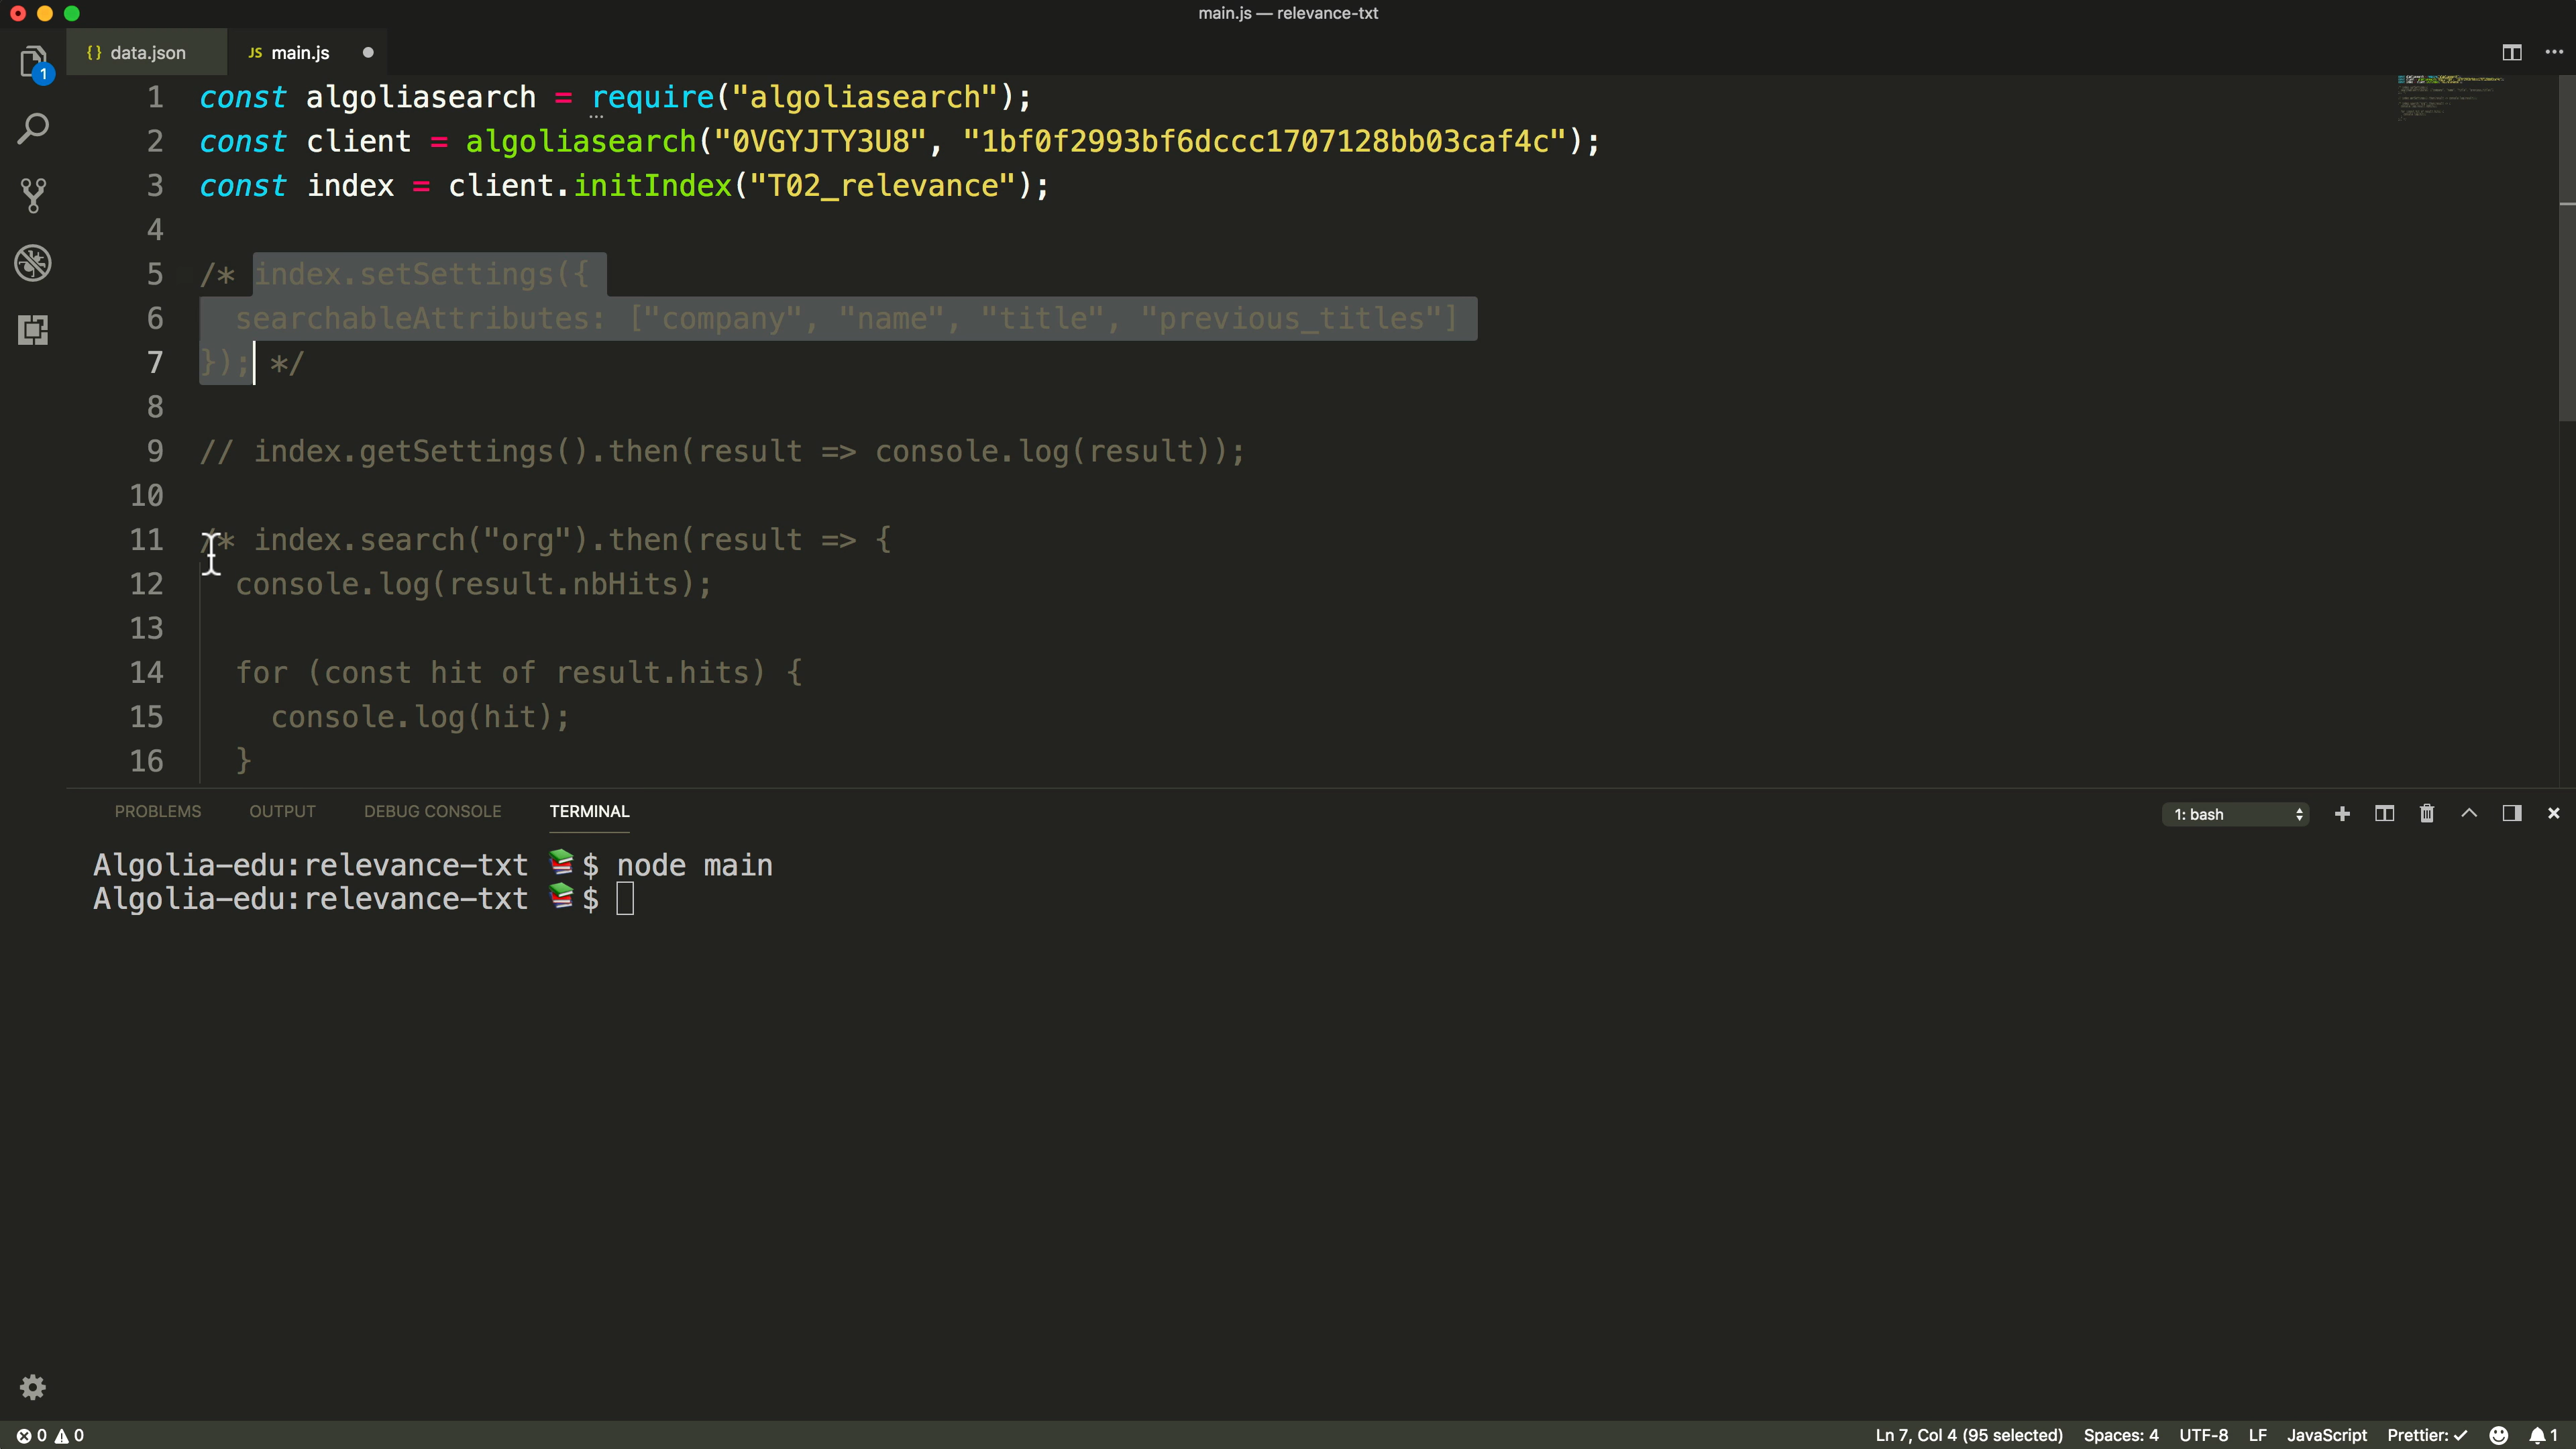 main.js — relevance-txt
{} data.json
JS main.js
1 const algoliasearch = require("algoliasearch");
2 const client = algoliasearch("0VGYJTY3U8", "1bf0f2993bf6dccc1707128bb03caf4c");
3 const index = client.initIndex("T02_relevance");
4
5 /* index.setSettings({
6 searchableAttributes: ["company", "name", "title", "previous_titles"]
7 }); */
8
9 // index.getSettings().then(result => console.log(result));
10
11 /* index.search("org").then(result => {
12 console.log(result.nbHits);
13
14 for (const hit of result.hits) {
15 console.log(hit);
16 }
PROBLEMS OUTPUT DEBUG CONSOLE TERMINAL 1: bash
Algolia-edu:relevance-txt 📚$ node main
Algolia-edu:relevance-txt 📚$
0 0 Ln 7, Col 4 (95 selected) Spaces: 4 UTF-8 LF JavaScript Prettier: ✓ 1